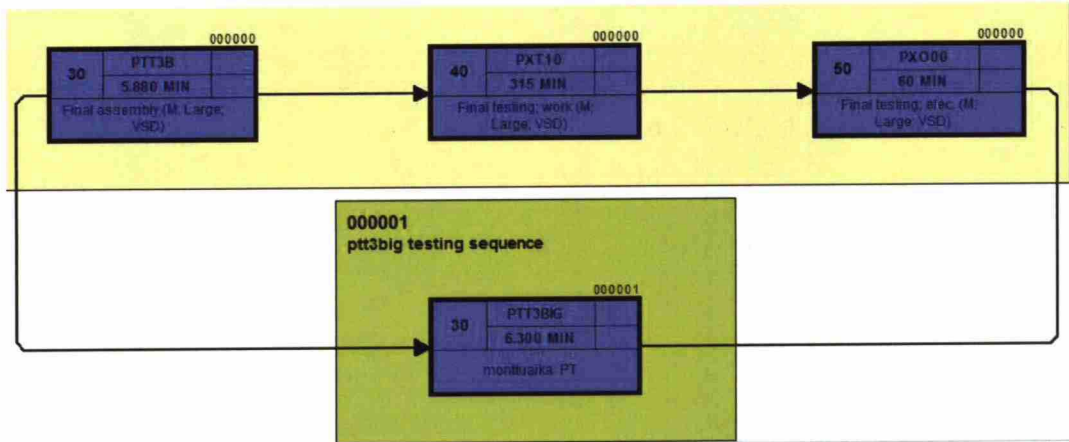 000000
30
PTT3B
5.880 MIN
Final assembly (M; Large;
VSD)
000000
40
PXT10
315 MIN
Final testing; work (M;
Large; VSD)
000000
50
PXO00
60 MIN
Final testing; elec. (M;
Large; VSD)
000001
ptt3big testing sequence
000001
30
PTT3BIG
6.300 MIN
monttuaika PT